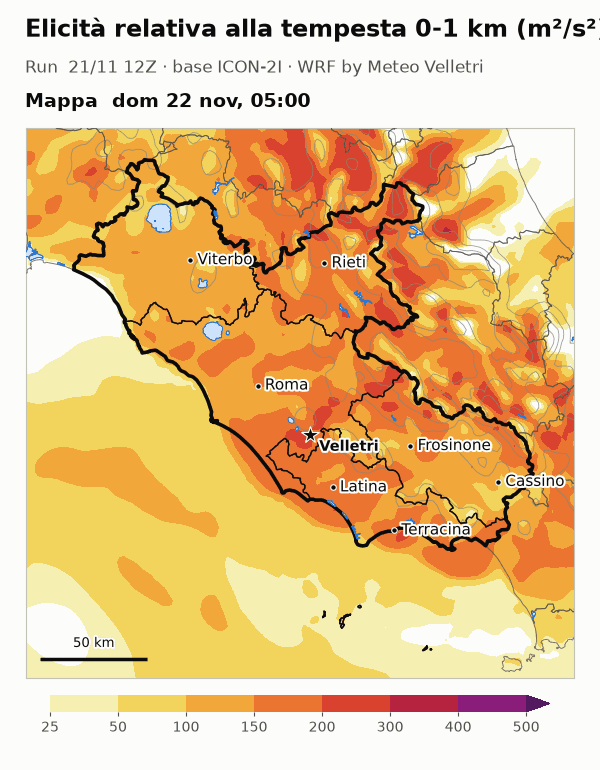 Elicità relativa alla tempesta 0-1 km (m²/s²)
Run 21/11 12Z · base ICON-2I · WRF by Meteo Velletri
Mappa dom 22 nov, 05:00
Viterbo
Rieti
Roma
Velletri
Frosinone
Cassino
Latina
Terracina
50 km
25 50 100 150 200 300 400 500